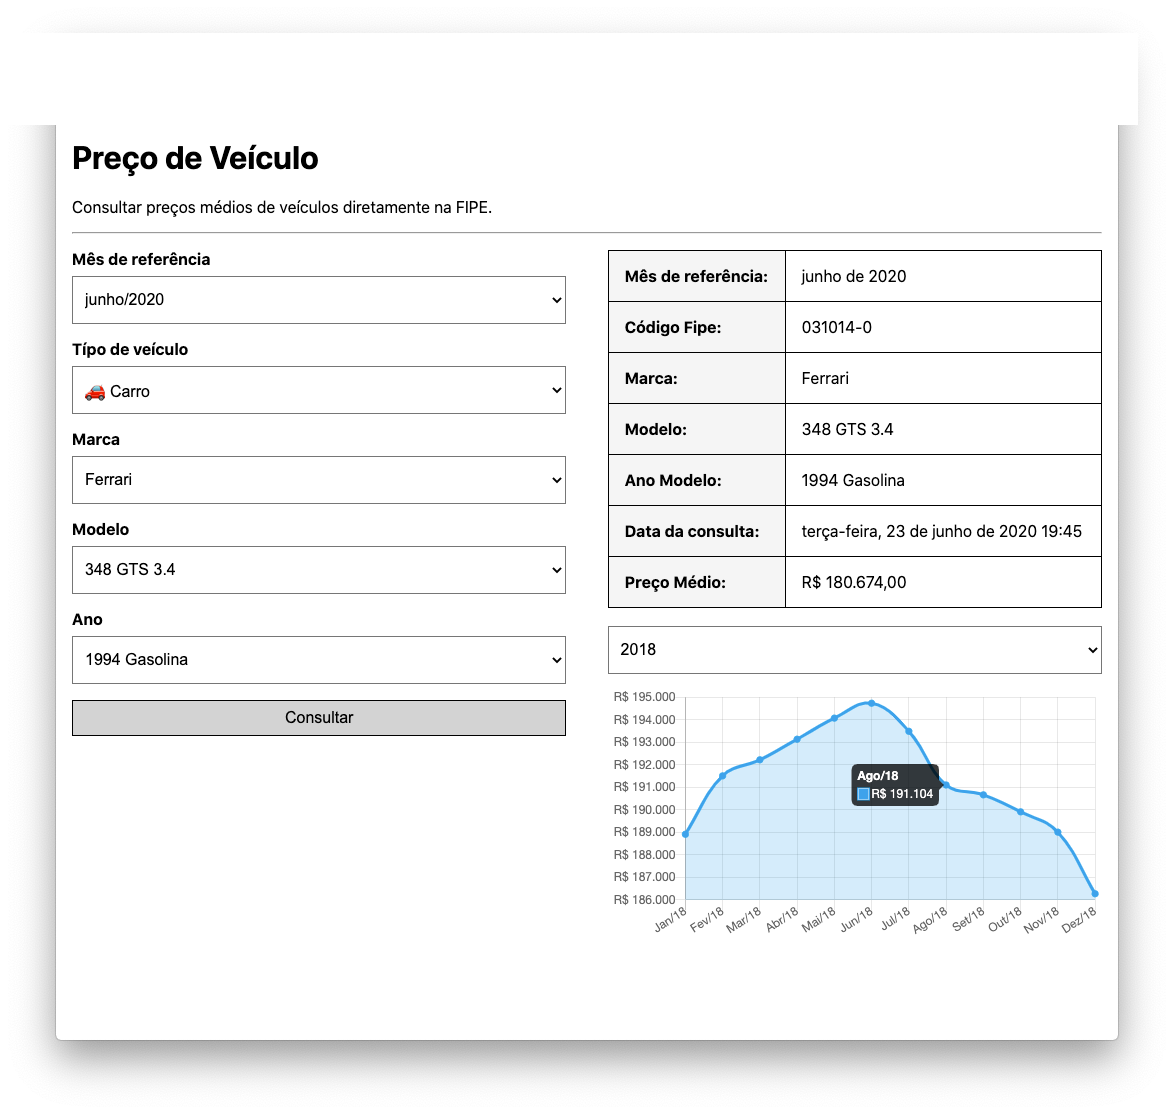 Preço de Veículo
Consultar preços médios de veículos diretamente na FIPE.
Mês de referência
junho/2020
Típo de veículo
Carro
Marca
Ferrari
Modelo
348 GTS 3.4
Ano
1994 Gasolina
Consultar
Mês de referência: junho de 2020
Código Fipe: 031014-0
Marca: Ferrari
Modelo: 348 GTS 3.4
Ano Modelo: 1994 Gasolina
Data da consulta: terça-feira, 23 de junho de 2020 19:45
Preço Médio: R$ 180.674,00
2018
R$ 195.000
R$ 194.000
R$ 193.000
R$ 192.000
R$ 191.000
R$ 190.000
R$ 189.000
R$ 188.000
R$ 187.000
R$ 186.000
Ago/18
R$ 191.104
Jan/18 Fev/18 Mar/18 Abr/18 Mai/18 Jun/18 Jul/18 Ago/18 Set/18 Out/18 Nov/18 Dez/18